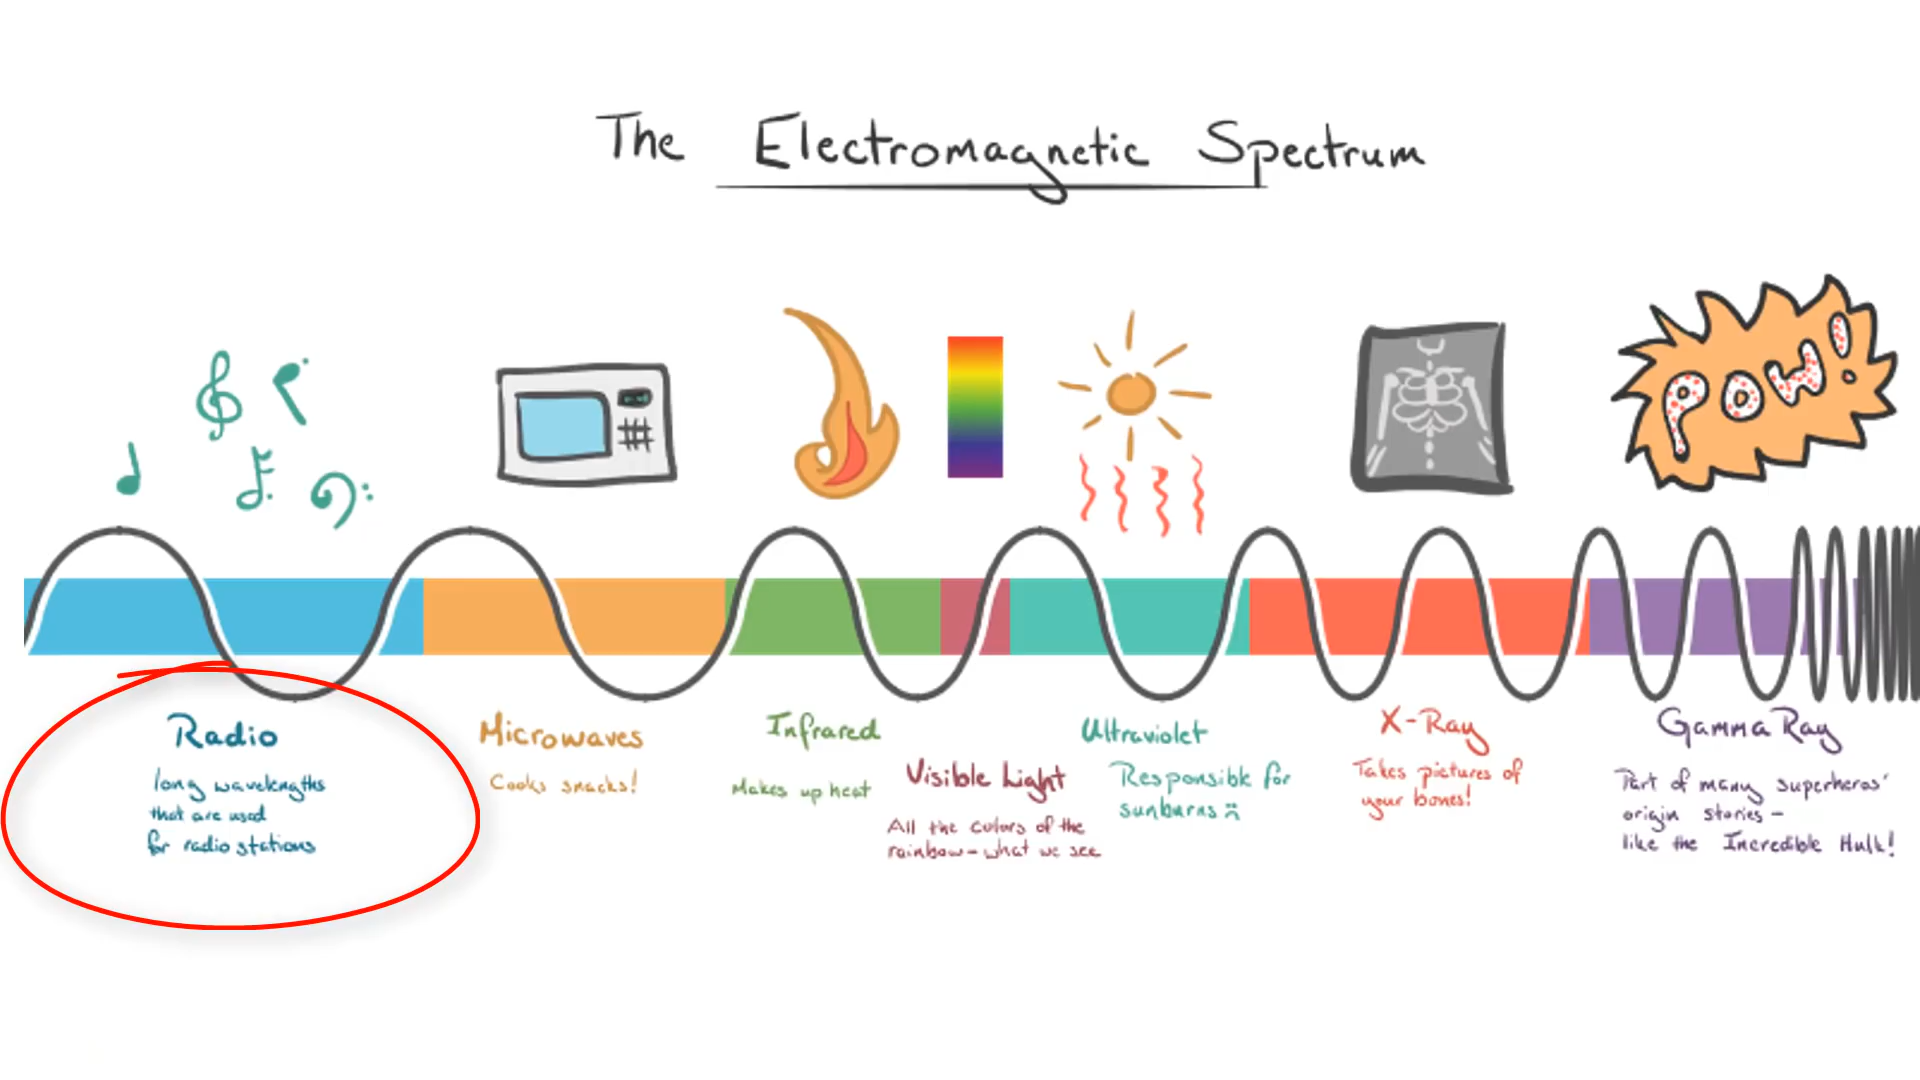 The Electromagnetic Spectrum
POW!
Radio
long wavelengths
that are used
for radio stations
Microwaves
Cooks snacks!
Infrared
Makes up heat
Visible Light
All the colors of the
rainbow - what we see
Ultraviolet
Responsible for
sunburns :(
X-Ray
Takes pictures of
your bones!
Gamma Ray
Part of many superheros'
origin stories -
like the Incredible Hulk!